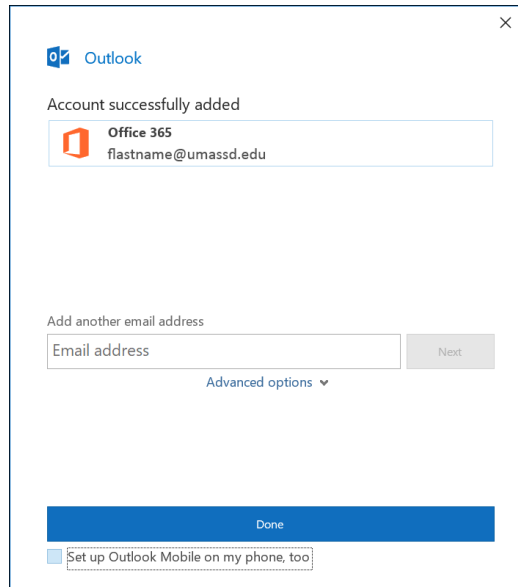 Outlook
Account successfully added
Office 365
flastname@umassd.edu
Add another email address
Email address
Next
Advanced options
Done
Set up Outlook Mobile on my phone, too